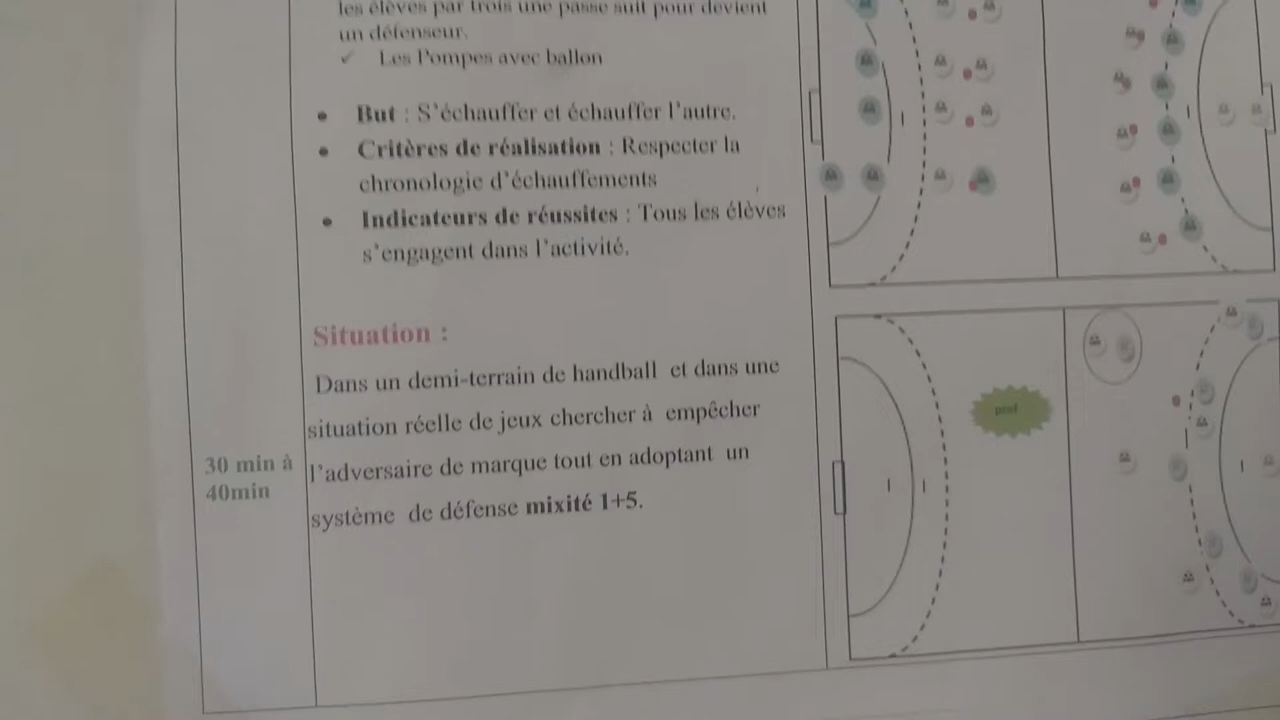 les élèves par trois une passe suit pour devient
un défenseur.
✓ Les Pompes avec ballon
• But : S'échauffer et échauffer l'autre.
• Critères de réalisation : Respecter la
chronologie d'échauffements
• Indicateurs de réussites : Tous les élèves
s'engagent dans l'activité.
Situation :
Dans un demi-terrain de handball et dans une
situation réelle de jeux chercher à empêcher
l'adversaire de marque tout en adoptant un
système de défense mixité 1+5.
30 min à
40min
prof